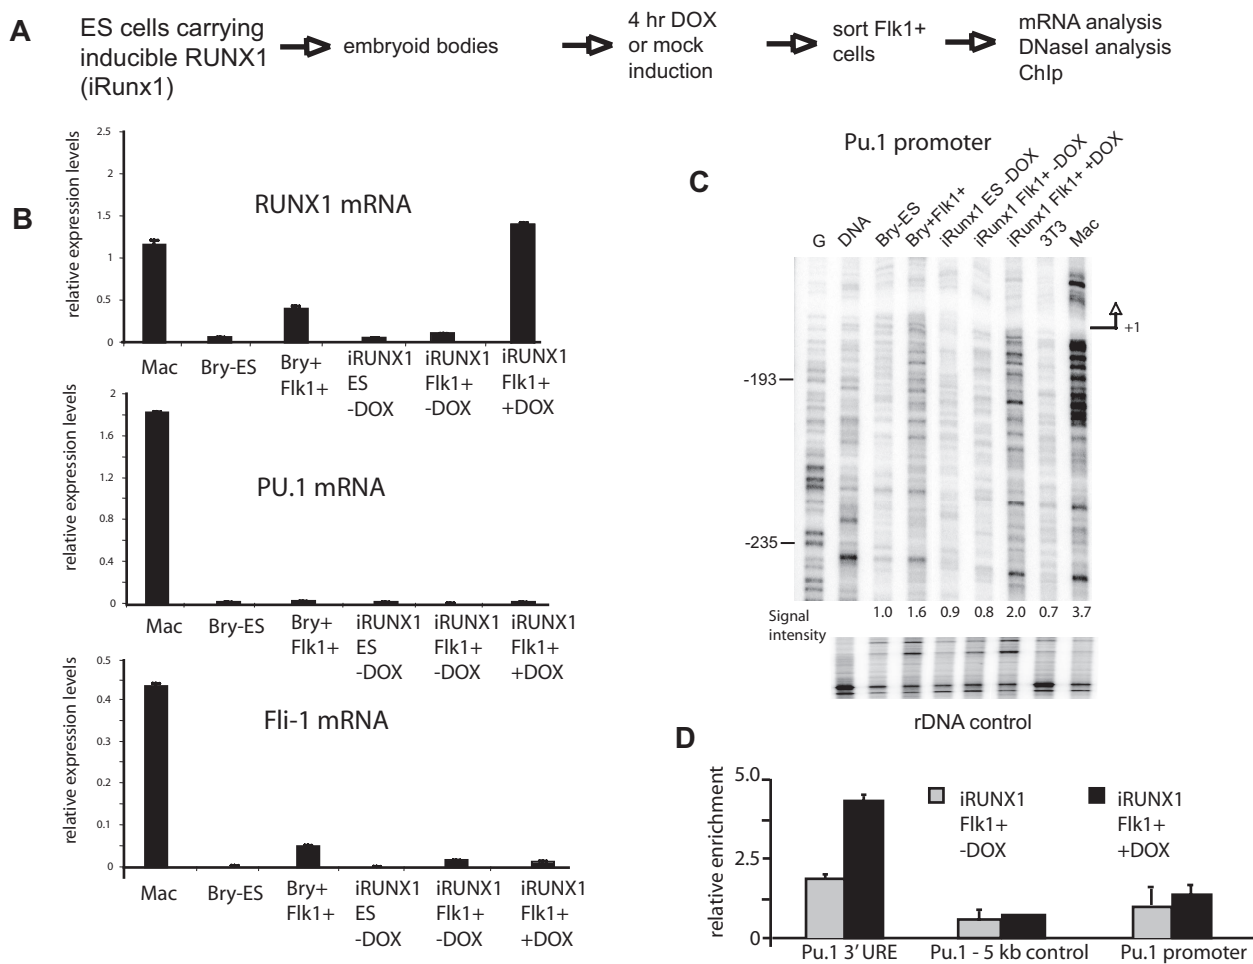 A
ES cells carrying
inducible RUNX1
(iRunx1)
embryoid bodies
4 hr DOX
or mock
induction
sort Flk1+
cells
mRNA analysis
DNaseI analysis
ChIp
B
relative expression levels
2.5
2
1.5
1
0.5
0
RUNX1 mRNA
Mac
Bry-ES
Bry+
Flk1+
iRUNX1
ES
-DOX
iRUNX1
Flk1+
-DOX
iRUNX1
Flk1+
+DOX
relative expression levels
2
1.6
1.2
0.8
0.4
0
PU.1 mRNA
Mac
Bry-ES
Bry+
Flk1+
iRUNX1
ES
-DOX
iRUNX1
Flk1+
-DOX
iRUNX1
Flk1+
+DOX
relative expression levels
0.5
0.4
0.3
0.2
0.1
0
Fli-1 mRNA
Mac
Bry-ES
Bry+
Flk1+
iRUNX1
ES
-DOX
iRUNX1
Flk1+
-DOX
iRUNX1
Flk1+
+DOX
C
Pu.1 promoter
G
DNA
Bry-ES
Bry+Flk1+
iRunx1 ES -DOX
iRunx1 Flk1+ -DOX
iRunx1 Flk1+ +DOX
3T3
Mac
+1
-193
-235
Signal
intensity
1.0 1.6 0.9 0.8 2.0 0.7 3.7
rDNA control
D
relative enrichment
5.0
2.5
0
iRUNX1
Flk1+
-DOX
iRUNX1
Flk1+
+DOX
Pu.1 3' URE
Pu.1 - 5 kb control
Pu.1 promoter